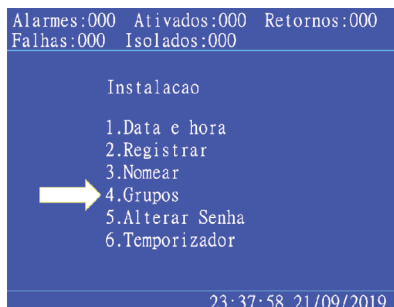 Alarmes:000 Ativados:000 Retornos:000
Falhas:000 Isolados:000
Instalacao
1.Data e hora
2.Registrar
3.Nomear
4.Grupos
5.Alterar Senha
6.Temporizador
23:37:58 21/09/2019